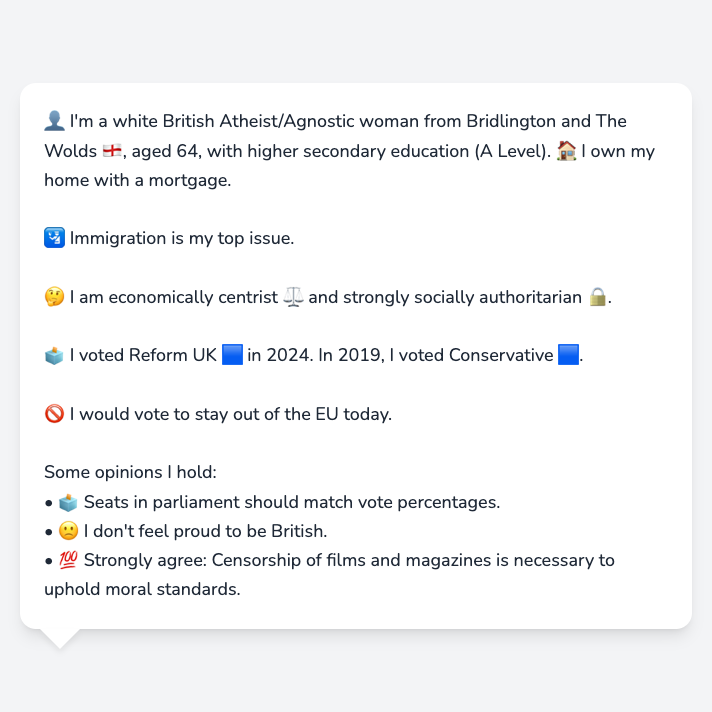 👤 I'm a white British Atheist/Agnostic woman from Bridlington and The
Wolds 🏴󠁧󠁢󠁥󠁮󠁧󠁿, aged 64, with higher secondary education (A Level). 🏠 I own my
home with a mortgage.
🛂 Immigration is my top issue.
🤔 I am economically centrist ⚖️ and strongly socially authoritarian 🔒.
🗳️ I voted Reform UK 🟦 in 2024. In 2019, I voted Conservative 🟦.
🚫 I would vote to stay out of the EU today.
Some opinions I hold:
• 🗳️ Seats in parliament should match vote percentages.
• 🙁 I don't feel proud to be British.
• 💯 Strongly agree: Censorship of films and magazines is necessary to
uphold moral standards.